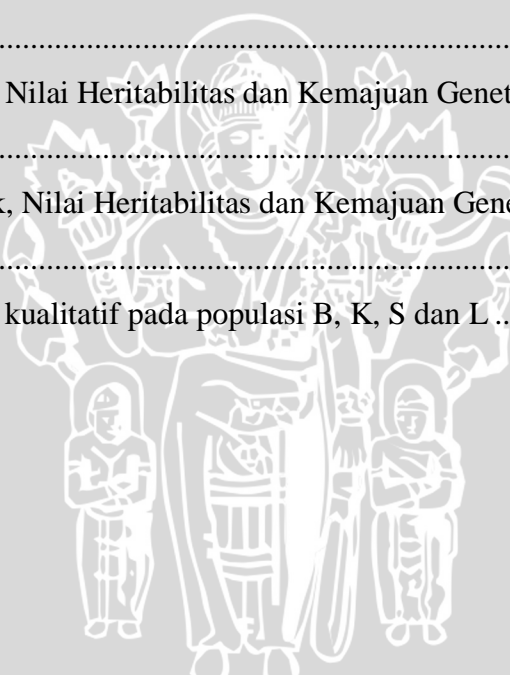 ..........................................................................
Nilai Heritabilitas dan Kemajuan Genet
..........................................................................
, Nilai Heritabilitas dan Kemajuan Gene
..........................................................................
kualitatif pada populasi B, K, S dan L ..